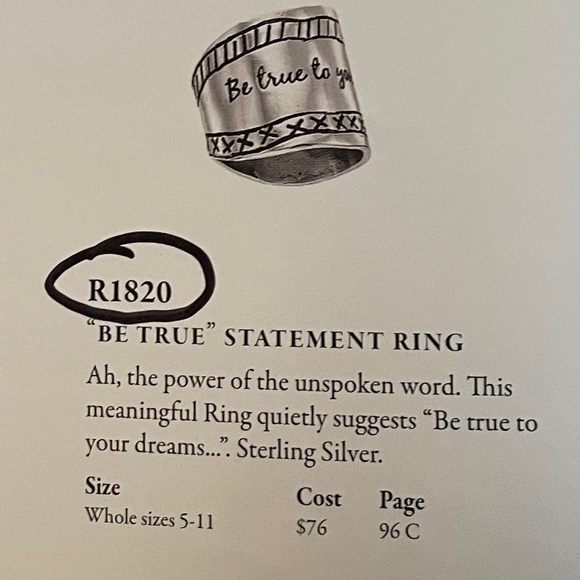 Be true to
R1820
"BE TRUE" STATEMENT RING
Ah, the power of the unspoken word. This
meaningful Ring quietly suggests “Be true to
your dreams...”. Sterling Silver.
Size Cost Page
Whole sizes 5-11 $76 96 C